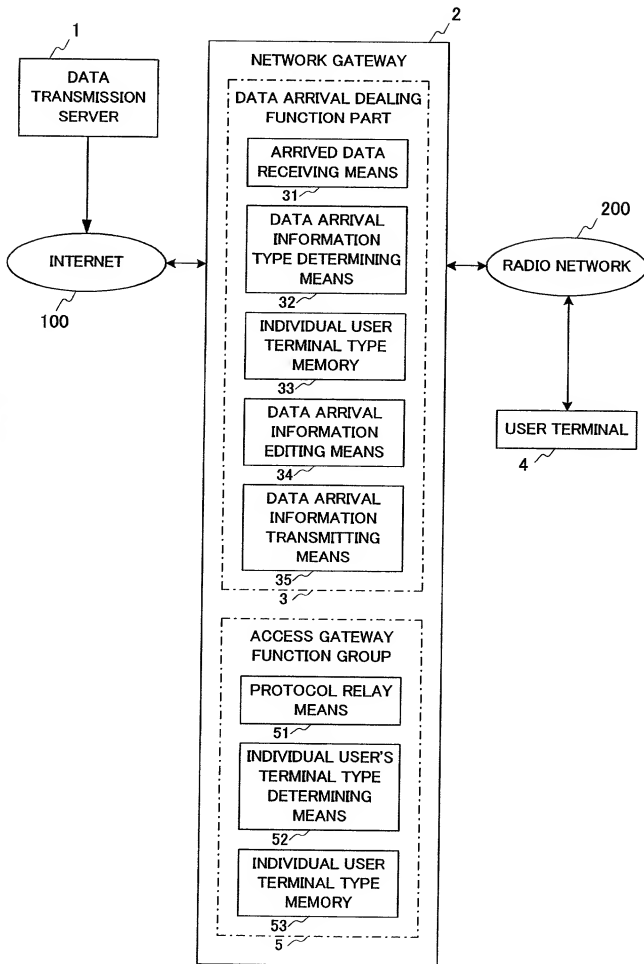 1
DATA
TRANSMISSION
SERVER
INTERNET
100
2
NETWORK GATEWAY
DATA ARRIVAL DEALING
FUNCTION PART
ARRIVED DATA
RECEIVING MEANS
31
DATA ARRIVAL
INFORMATION
TYPE DETERMINING
MEANS
32
INDIVIDUAL USER
TERMINAL TYPE
MEMORY
33
DATA ARRIVAL
INFORMATION
EDITING MEANS
34
DATA ARRIVAL
INFORMATION
TRANSMITTING
MEANS
35
3
ACCESS GATEWAY
FUNCTION GROUP
PROTOCOL RELAY
MEANS
51
INDIVIDUAL USER'S
TERMINAL TYPE
DETERMINING
MEANS
52
INDIVIDUAL USER
TERMINAL TYPE
MEMORY
53
5
200
RADIO NETWORK
USER TERMINAL
4